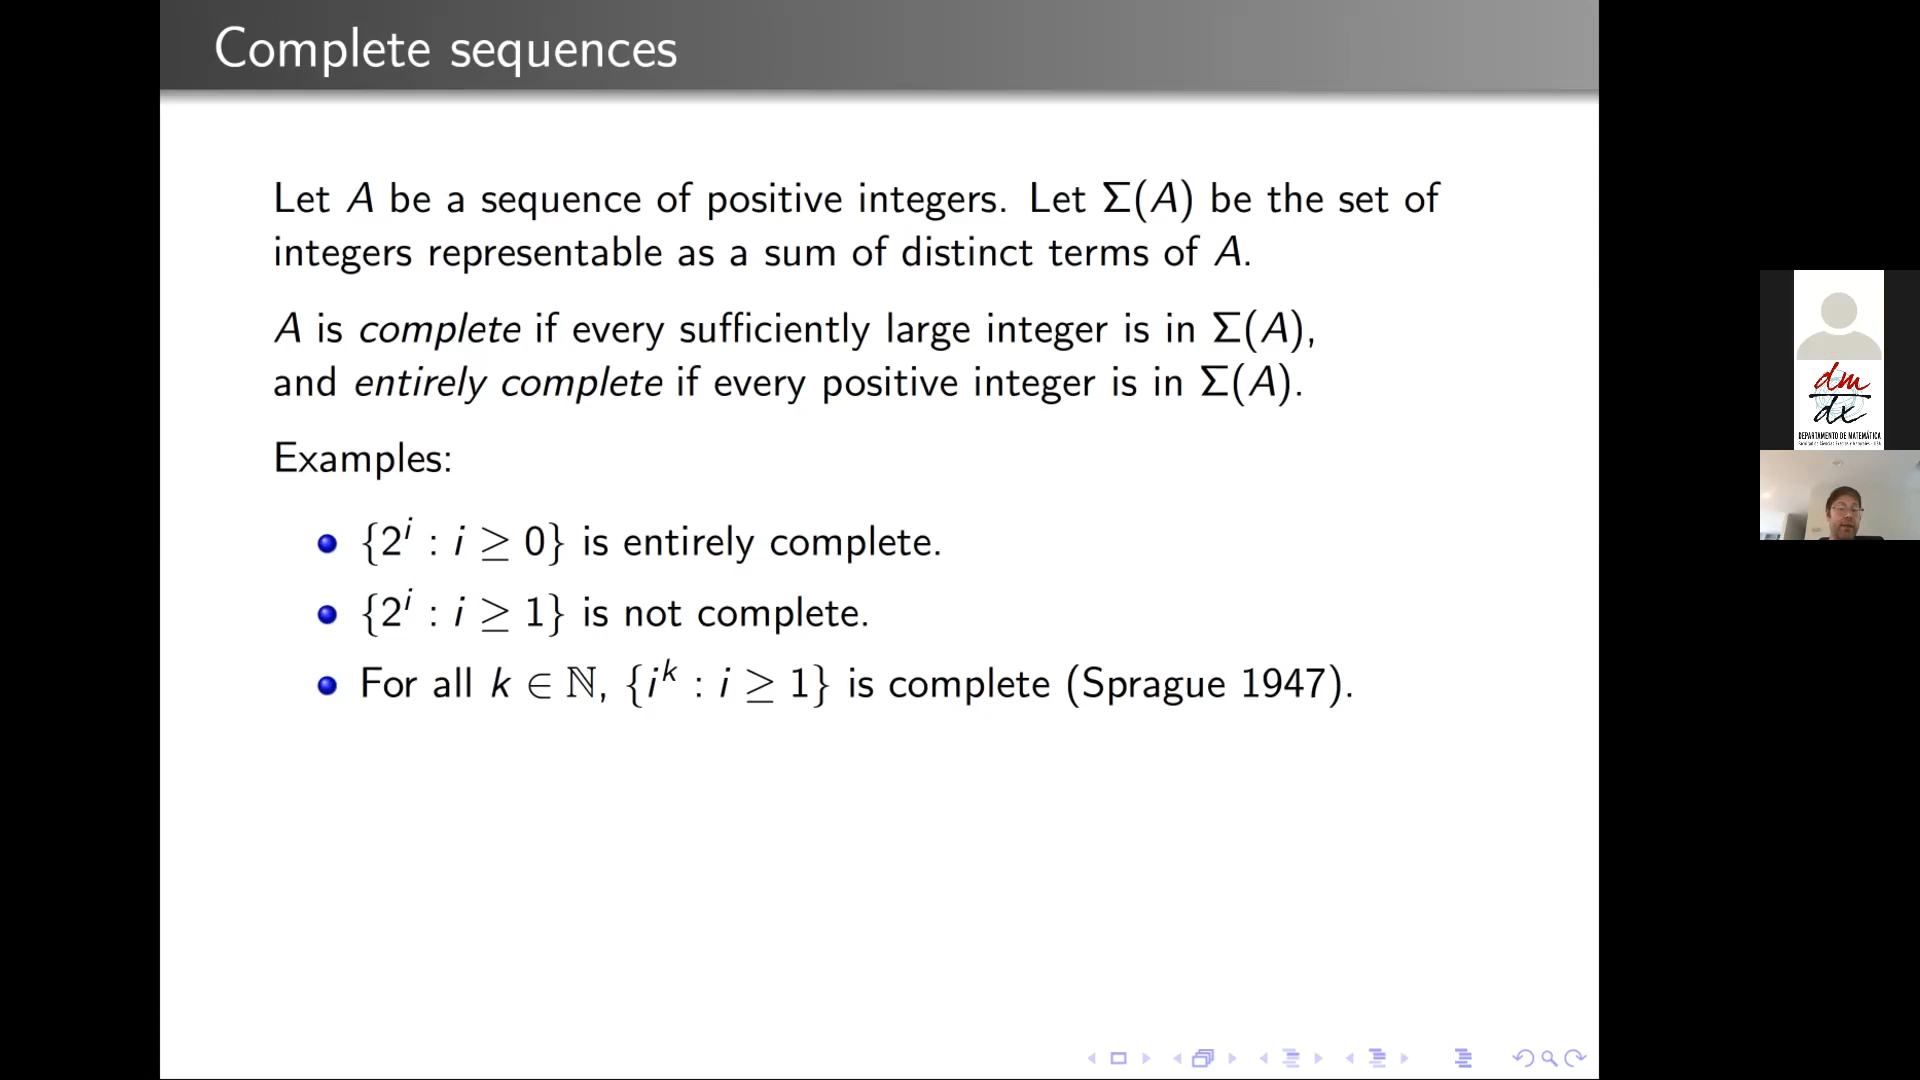 Complete sequences
Let A be a sequence of positive integers. Let Σ(A) be the set of
integers representable as a sum of distinct terms of A.
A is complete if every sufficiently large integer is in Σ(A),
and entirely complete if every positive integer is in Σ(A).
Examples:
{2^i : i ≥ 0} is entirely complete.
{2^i : i ≥ 1} is not complete.
For all k ∈ ℕ, {i^k : i ≥ 1} is complete (Sprague 1947).
dm
dx
DEPARTAMENTO DE MATEMÁTICA